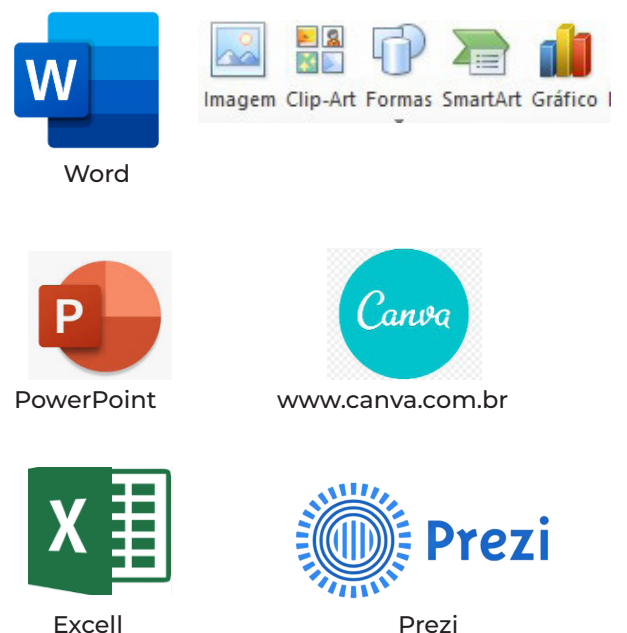 W
Imagem Clip-Art Formas SmartArt Gráfico
Word
P
Canva
PowerPoint
www.canva.com.br
X
Prezi
Excell
Prezi